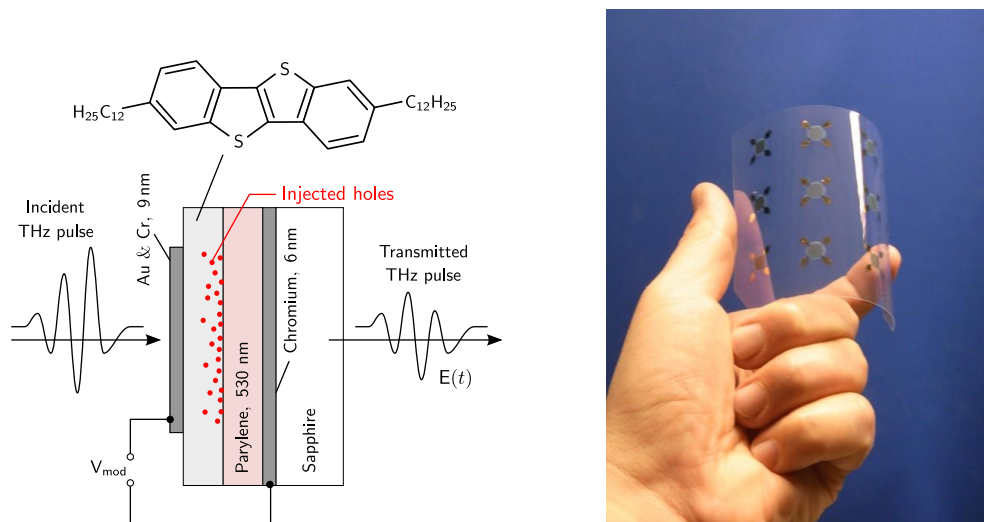 S
H25C12
C12H25
S
Injected holes
Incident
THz pulse
Au & Cr, 9 nm
Chromium, 6 nm
Transmitted
THz pulse
E(t)
Parylene, 530 nm
Sapphire
Vmod